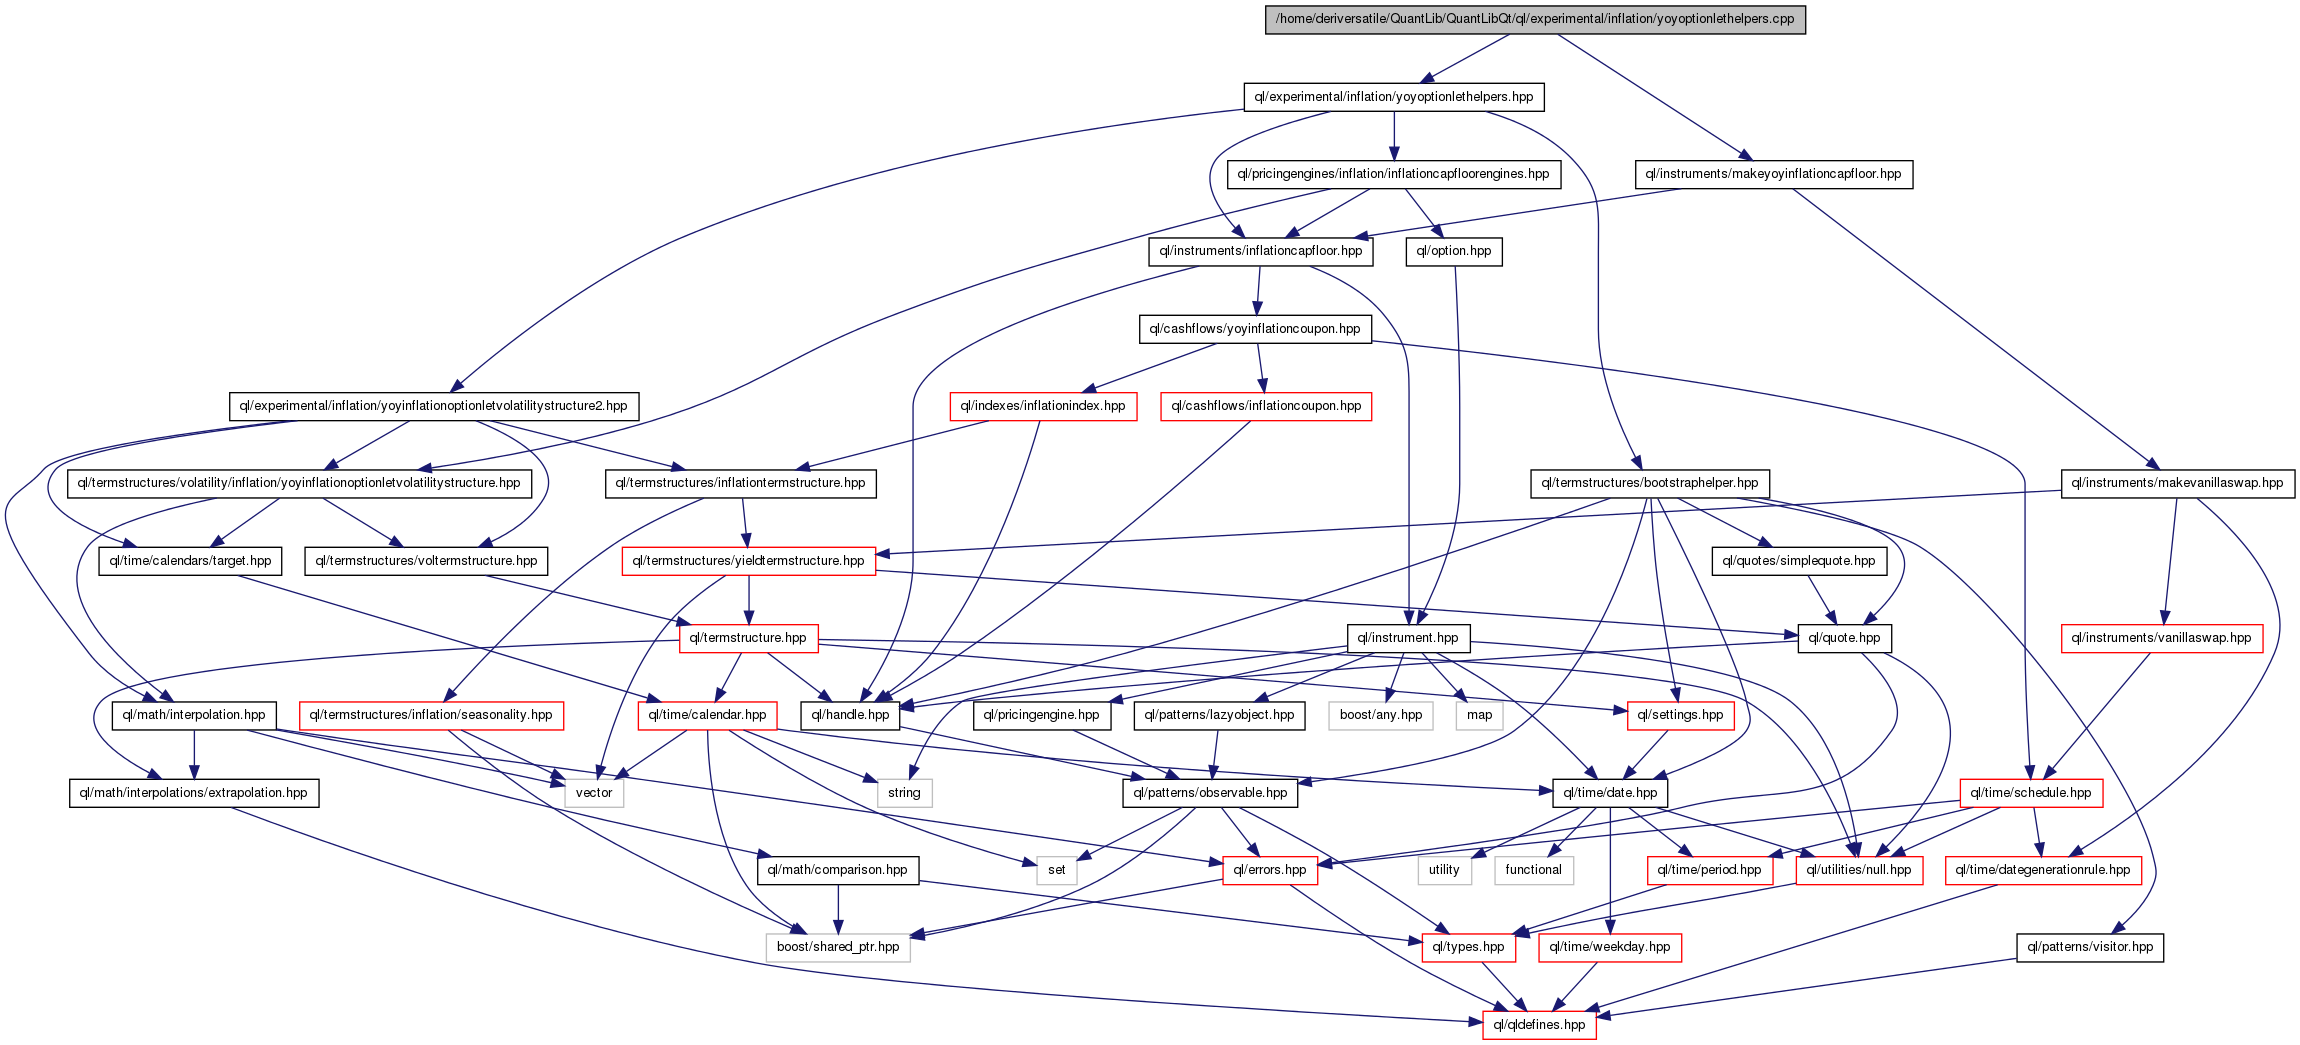 /home/deriversatile/QuantLib/QuantLibQt/ql/experimental/inflation/yoyoptionlethelpers.cpp
ql/experimental/inflation/yoyoptionlethelpers.hpp
ql/pricingengines/inflation/inflationcapfloorengines.hpp
ql/instruments/makeyoyinflationcapfloor.hpp
ql/instruments/inflationcapfloor.hpp
ql/option.hpp
ql/cashflows/yoyinflationcoupon.hpp
ql/experimental/inflation/yoyinflationoptionletvolatilitystructure2.hpp
ql/indexes/inflationindex.hpp
ql/cashflows/inflationcoupon.hpp
ql/termstructures/volatility/inflation/yoyinflationoptionletvolatilitystructure.hpp
ql/termstructures/inflationtermstructure.hpp
ql/termstructures/bootstraphelper.hpp
ql/instruments/makevanillaswap.hpp
ql/time/calendars/target.hpp
ql/termstructures/voltermstructure.hpp
ql/termstructures/yieldtermstructure.hpp
ql/quotes/simplequote.hpp
ql/termstructure.hpp
ql/instrument.hpp
ql/quote.hpp
ql/instruments/vanillaswap.hpp
ql/math/interpolation.hpp
ql/termstructures/inflation/seasonality.hpp
ql/time/calendar.hpp
ql/handle.hpp
ql/pricingengine.hpp
ql/patterns/lazyobject.hpp
boost/any.hpp
map
ql/settings.hpp
ql/math/interpolations/extrapolation.hpp
vector
string
ql/patterns/observable.hpp
ql/time/date.hpp
ql/time/schedule.hpp
ql/math/comparison.hpp
set
ql/errors.hpp
utility
functional
ql/time/period.hpp
ql/utilities/null.hpp
ql/time/dategenerationrule.hpp
boost/shared_ptr.hpp
ql/types.hpp
ql/time/weekday.hpp
ql/patterns/visitor.hpp
ql/qldefines.hpp